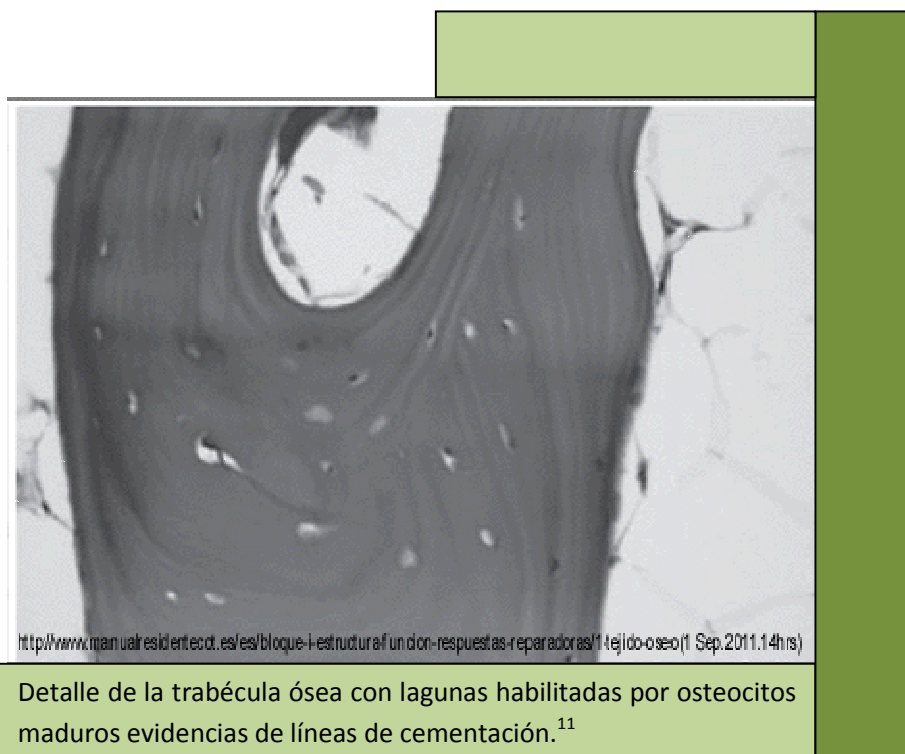 http//www.manualresidentecot.es/es/bloque-i-estructura-funcion-respuestas-reparadoras/1-tejido-oseo(1 Sep.2011.14hrs)
Detalle de la trabécula ósea con lagunas habilitadas por osteocitos
maduros evidencias de líneas de cementación.11